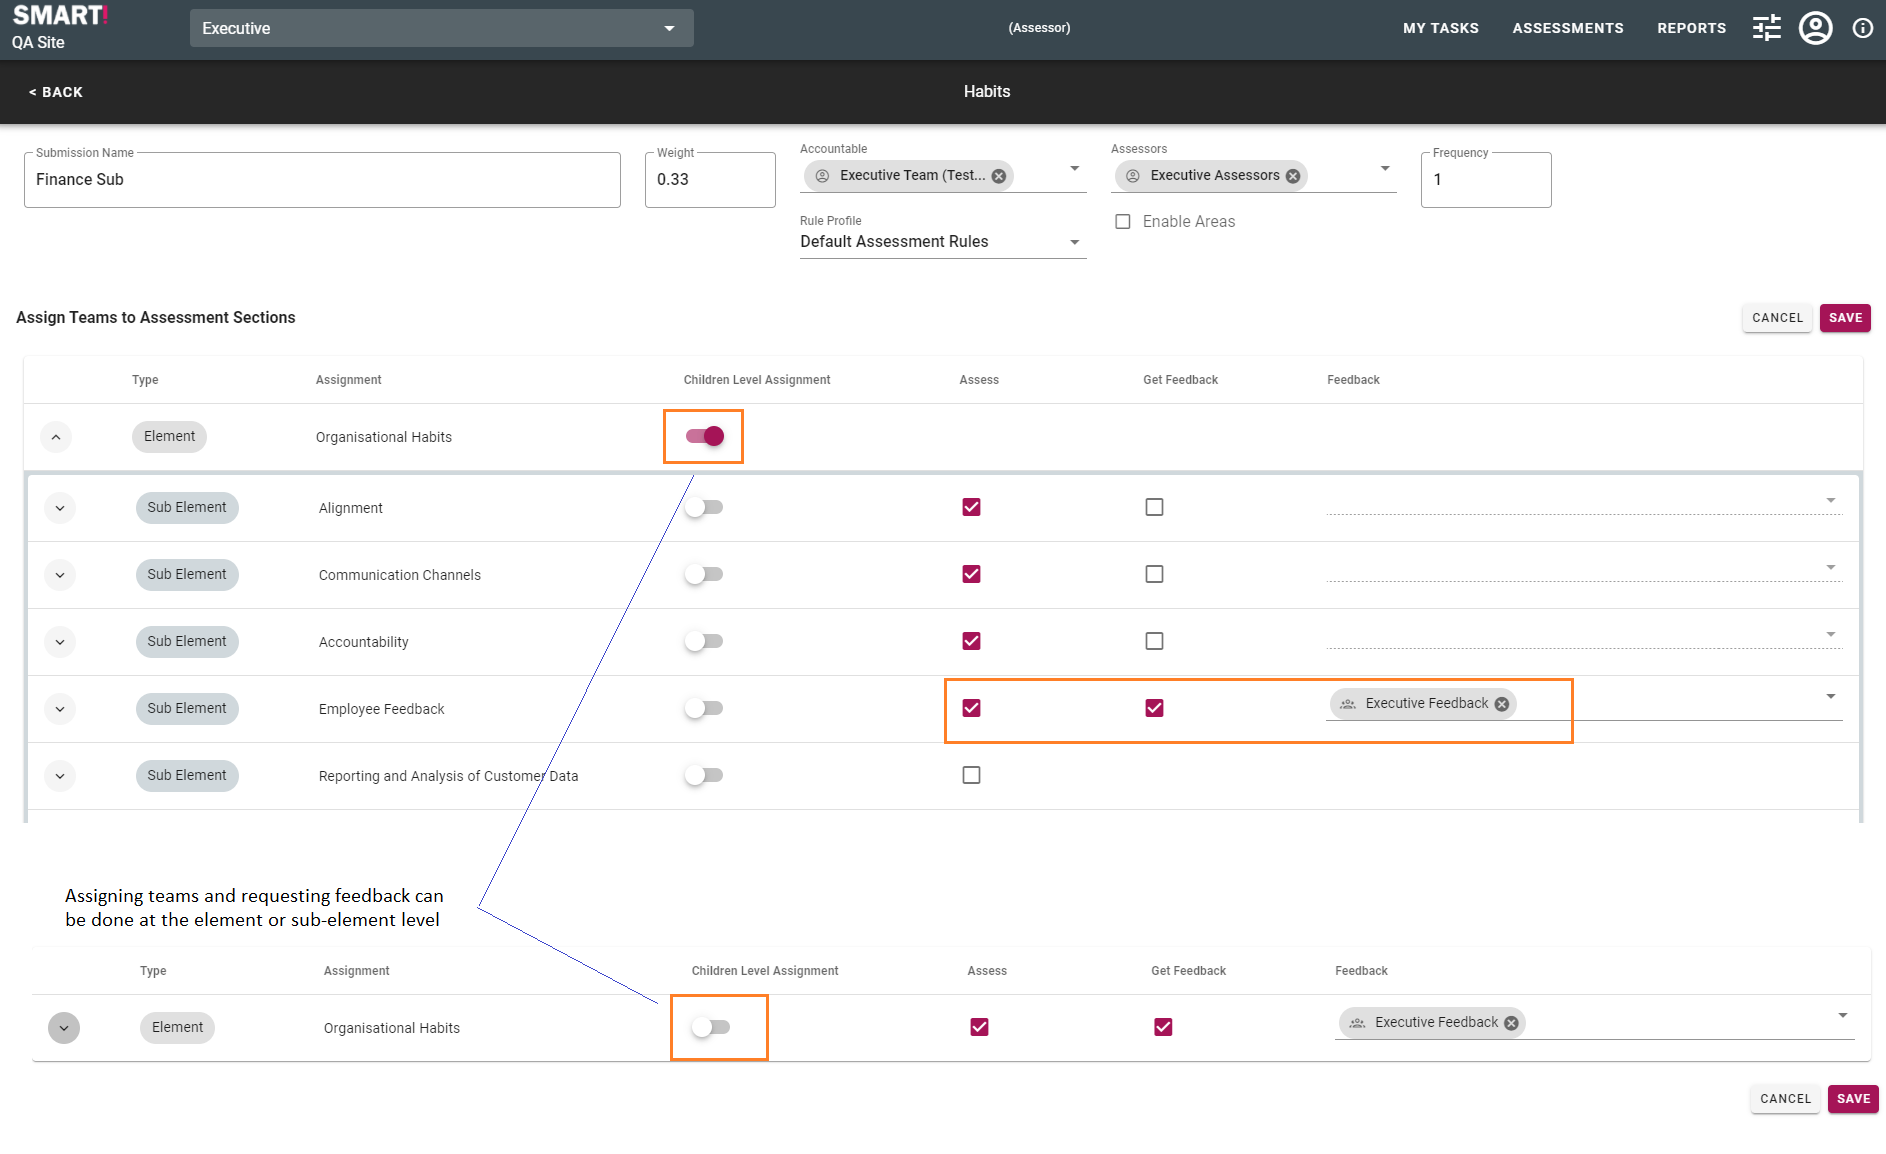 SMART!
QA Site
Executive
(Assessor)
MY TASKS
ASSESSMENTS
REPORTS
< BACK
Habits
Submission Name
Finance Sub
Weight
0.33
Accountable
Executive Team (Test...
Assessors
Executive Assessors
Frequency
1
Rule Profile
Default Assessment Rules
Enable Areas
Assign Teams to Assessment Sections
CANCEL
SAVE
Type Assignment Children Level Assignment Assess Get Feedback Feedback
Element Organisational Habits
Sub Element Alignment
Sub Element Communication Channels
Sub Element Accountability
Sub Element Employee Feedback Executive Feedback
Sub Element Reporting and Analysis of Customer Data
Assigning teams and requesting feedback can
be done at the element or sub-element level
Type Assignment Children Level Assignment Assess Get Feedback Feedback
Element Organisational Habits Executive Feedback
CANCEL
SAVE